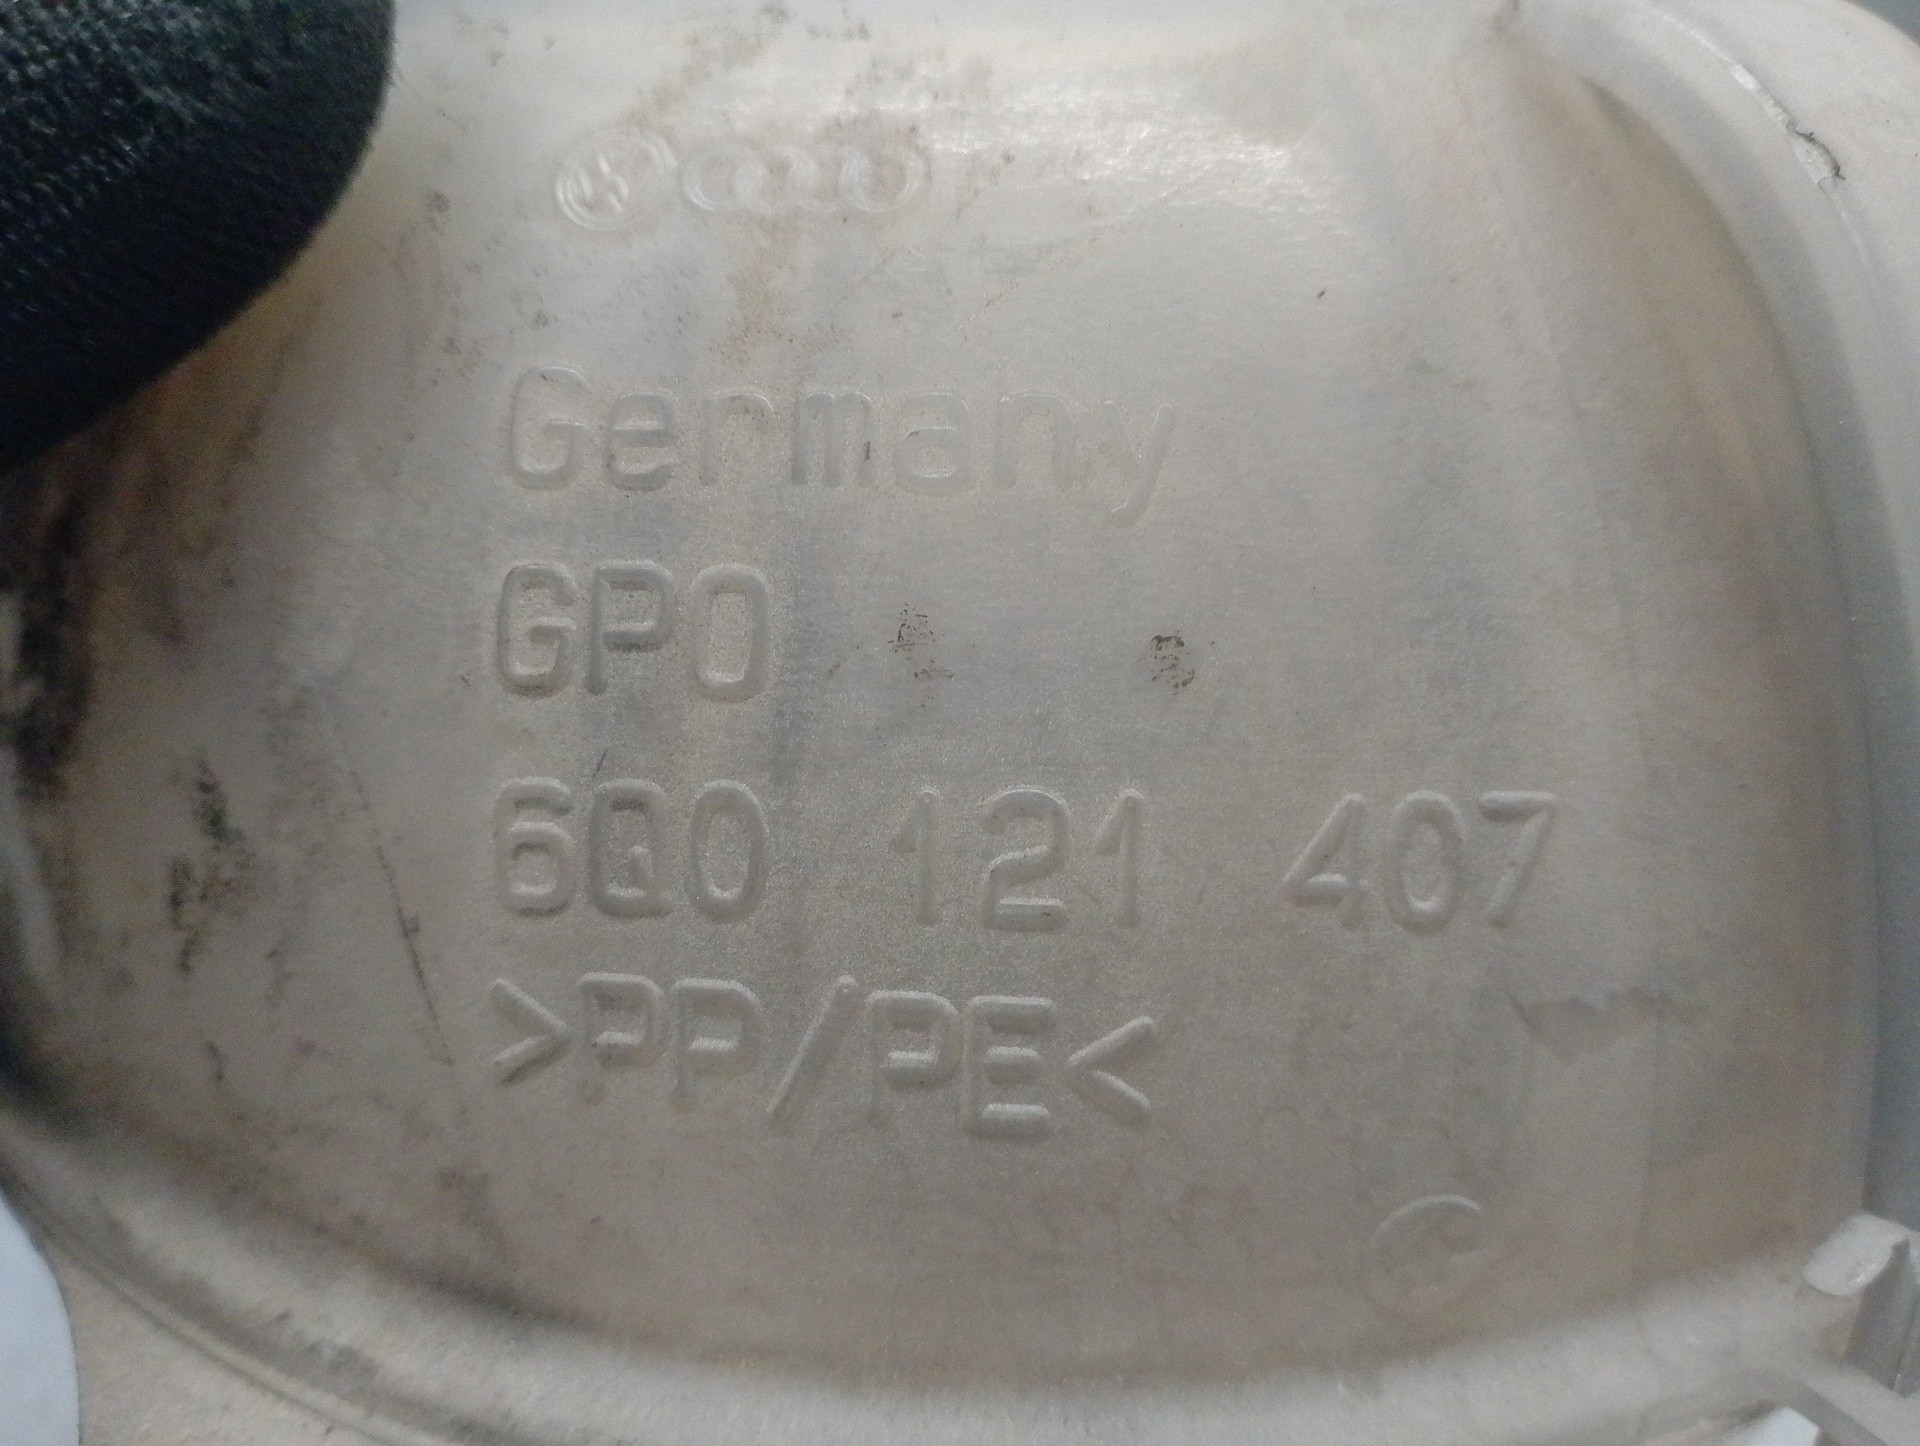 Germany
GPO
6Q0 121 407
>PP/PE<